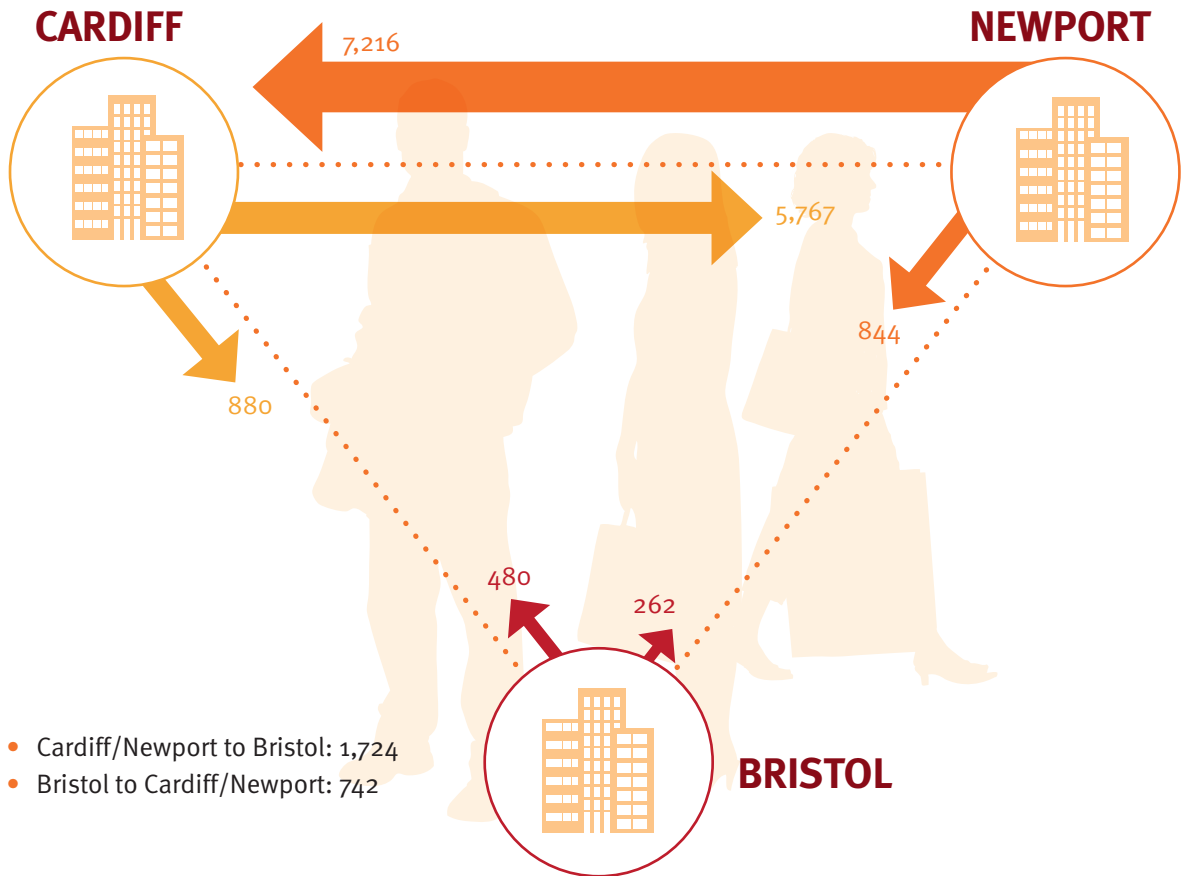 CARDIFF
NEWPORT
7,216
5,767
844
880
480
262
• Cardiff/Newport to Bristol: 1,724
• Bristol to Cardiff/Newport: 742
BRISTOL